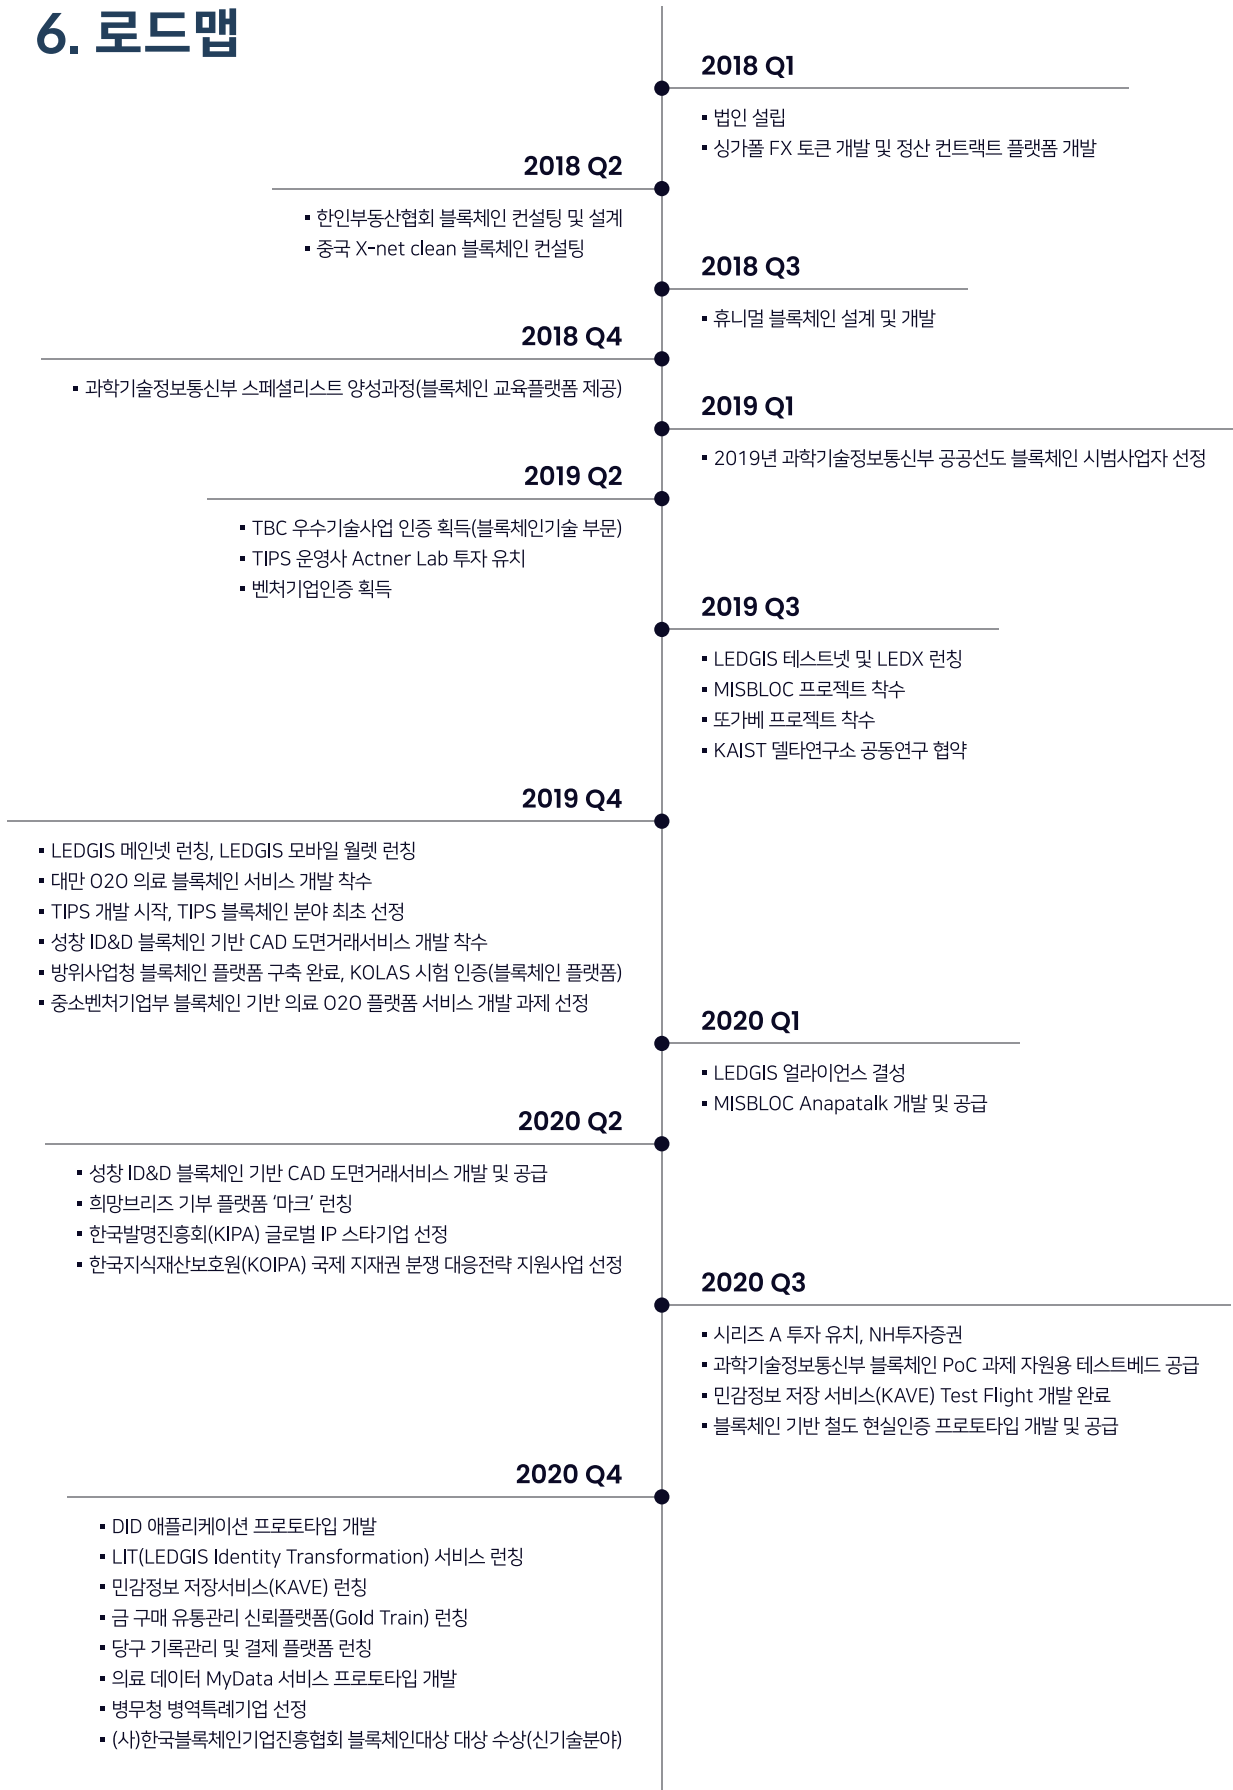 6. 로드맵
2018 Q1
▪ 법인 설립
▪ 싱가폴 FX 토큰 개발 및 정산 컨트랙트 플랫폼 개발
2018 Q2
▪ 한인부동산협회 블록체인 컨설팅 및 설계
▪ 중국 X-net clean 블록체인 컨설팅
2018 Q3
▪ 휴니멀 블록체인 설계 및 개발
2018 Q4
▪ 과학기술정보통신부 스페셜리스트 양성과정(블록체인 교육플랫폼 제공)
2019 Q1
▪ 2019년 과학기술정보통신부 공공선도 블록체인 시범사업자 선정
2019 Q2
▪ TBC 우수기술사업 인증 획득(블록체인기술 부문)
▪ TIPS 운영사 Actner Lab 투자 유치
▪ 벤처기업인증 획득
2019 Q3
▪ LEDGIS 테스트넷 및 LEDX 런칭
▪ MISBLOC 프로젝트 착수
▪ 또가베 프로젝트 착수
▪ KAIST 델타연구소 공동연구 협약
2019 Q4
▪ LEDGIS 메인넷 런칭, LEDGIS 모바일 월렛 런칭
▪ 대만 O2O 의료 블록체인 서비스 개발 착수
▪ TIPS 개발 시작, TIPS 블록체인 분야 최초 선정
▪ 성창 ID&D 블록체인 기반 CAD 도면거래서비스 개발 착수
▪ 방위사업청 블록체인 플랫폼 구축 완료, KOLAS 시험 인증(블록체인 플랫폼)
▪ 중소벤처기업부 블록체인 기반 의료 O2O 플랫폼 서비스 개발 과제 선정
2020 Q1
▪ LEDGIS 얼라이언스 결성
▪ MISBLOC Anapatalk 개발 및 공급
2020 Q2
▪ 성창 ID&D 블록체인 기반 CAD 도면거래서비스 개발 및 공급
▪ 희망브리즈 기부 플랫폼 ‘마크’ 런칭
▪ 한국발명진흥회(KIPA) 글로벌 IP 스타기업 선정
▪ 한국지식재산보호원(KOIPA) 국제 지재권 분쟁 대응전략 지원사업 선정
2020 Q3
▪ 시리즈 A 투자 유치, NH투자증권
▪ 과학기술정보통신부 블록체인 PoC 과제 자원용 테스트베드 공급
▪ 민감정보 저장 서비스(KAVE) Test Flight 개발 완료
▪ 블록체인 기반 철도 현실인증 프로토타입 개발 및 공급
2020 Q4
▪ DID 애플리케이션 프로토타입 개발
▪ LIT(LEDGIS Identity Transformation) 서비스 런칭
▪ 민감정보 저장서비스(KAVE) 런칭
▪ 금 구매 유통관리 신뢰플랫폼(Gold Train) 런칭
▪ 당구 기록관리 및 결제 플랫폼 런칭
▪ 의료 데이터 MyData 서비스 프로토타입 개발
▪ 병무청 병역특례기업 선정
▪ (사)한국블록체인기업진흥협회 블록체인대상 대상 수상(신기술분야)